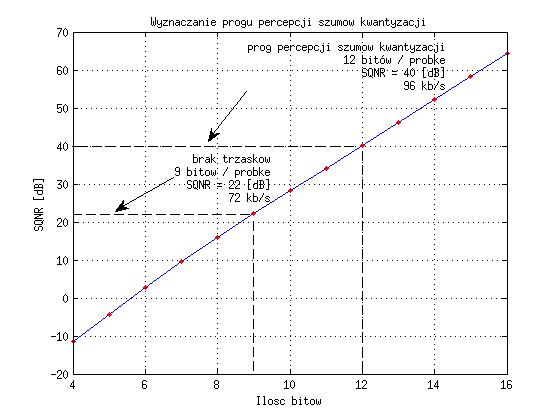 Wyznaczanie progu percepcji szumow kwantyzacji
prog percepcji szumow kwantyzacji
12 bitów / probke
SQNR = 40 [dB]
96 kb/s
brak trzaskow
9 bitow / probke
SQNR = 22 [dB]
72 kb/s
SQNR [dB]
70
60
50
40
30
20
10
0
-10
-20
4
6
8
10
12
14
16
Ilosc bitow